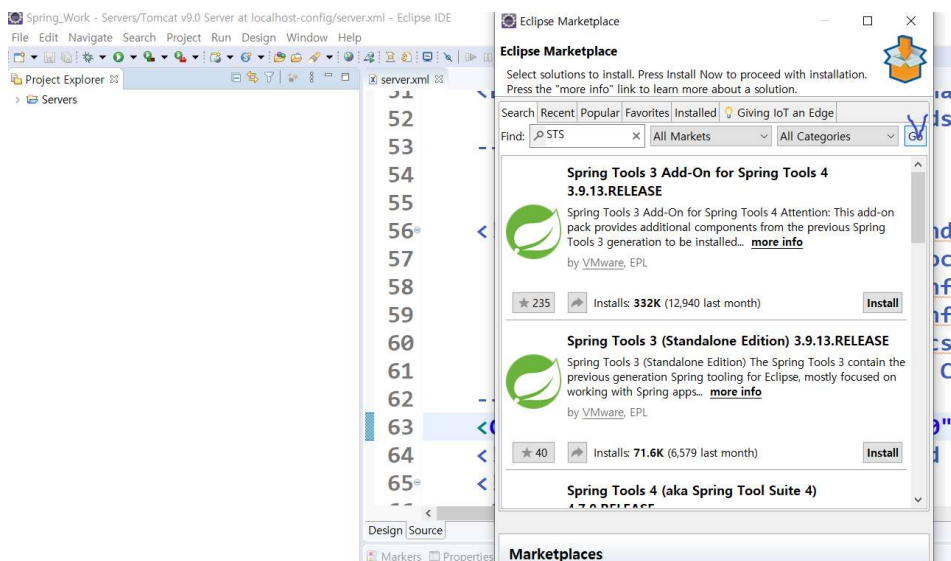 Spring_Work - Servers/Tomcat v9.0 Server at localhost-config/server.xml - Eclipse IDE
File Edit Navigate Search Project Run Design Window Help
Project Explorer
Servers
server.xml
51
52
53
54
55
56
57
58
59
60
61
62
63
64
65
Design Source
Markers Properties
Eclipse Marketplace
Eclipse Marketplace
Select solutions to install. Press Install Now to proceed with installation.
Press the "more info" link to learn more about a solution.
Search Recent Popular Favorites Installed Giving IoT an Edge
Find: STS All Markets All Categories Go
Spring Tools 3 Add-On for Spring Tools 4
3.9.13.RELEASE
Spring Tools 3 Add-On for Spring Tools 4 Attention: This add-on
pack provides additional components from the previous Spring
Tools 3 generation to be installed... more info
by VMware, EPL
235 Installs: 332K (12,940 last month) Install
Spring Tools 3 (Standalone Edition) 3.9.13.RELEASE
Spring Tools 3 (Standalone Edition) The Spring Tools 3 contain the
previous generation Spring tooling for Eclipse, mostly focused on
working with Spring apps... more info
by VMware, EPL
40 Installs: 71.6K (6,579 last month) Install
Spring Tools 4 (aka Spring Tool Suite 4)
4.7.0.RELEASE
Marketplaces